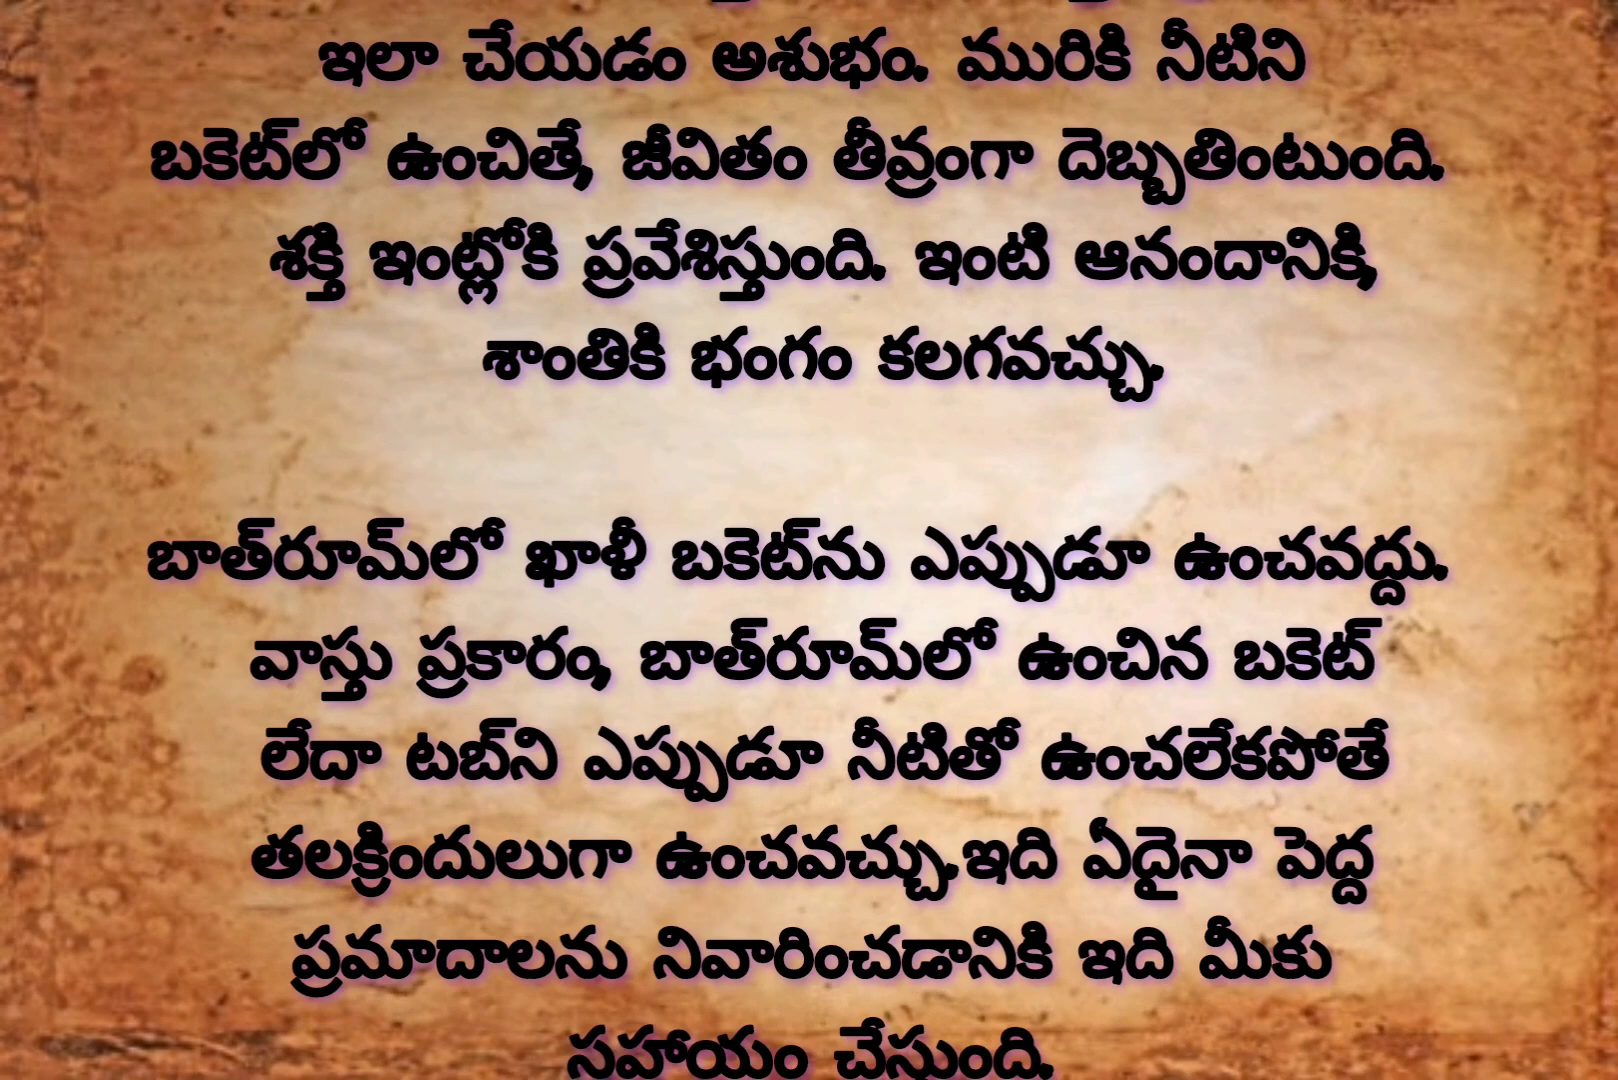 ఇలా చేయడం అశుభం. మురికి నీటిని
బకెట్‌లో ఉంచితే, జీవితం తీవ్రంగా దెబ్బతింటుంది.
శక్తి ఇంట్లోకి ప్రవేశిస్తుంది. ఇంటి ఆనందానికి,
శాంతికి భంగం కలగవచ్చు.
బాత్‌రూమ్‌లో ఖాళీ బకెట్‌ను ఎప్పుడూ ఉంచవద్దు.
వాస్తు ప్రకారం, బాత్‌రూమ్‌లో ఉంచిన బకెట్
లేదా టబ్‌ని ఎప్పుడూ నీటితో ఉంచలేకపోతే
తలక్రిందులుగా ఉంచవచ్చు.ఇది ఏదైనా పెద్ద
ప్రమాదాలను నివారించడానికి ఇది మీకు
సహాయం చేస్తుంది.